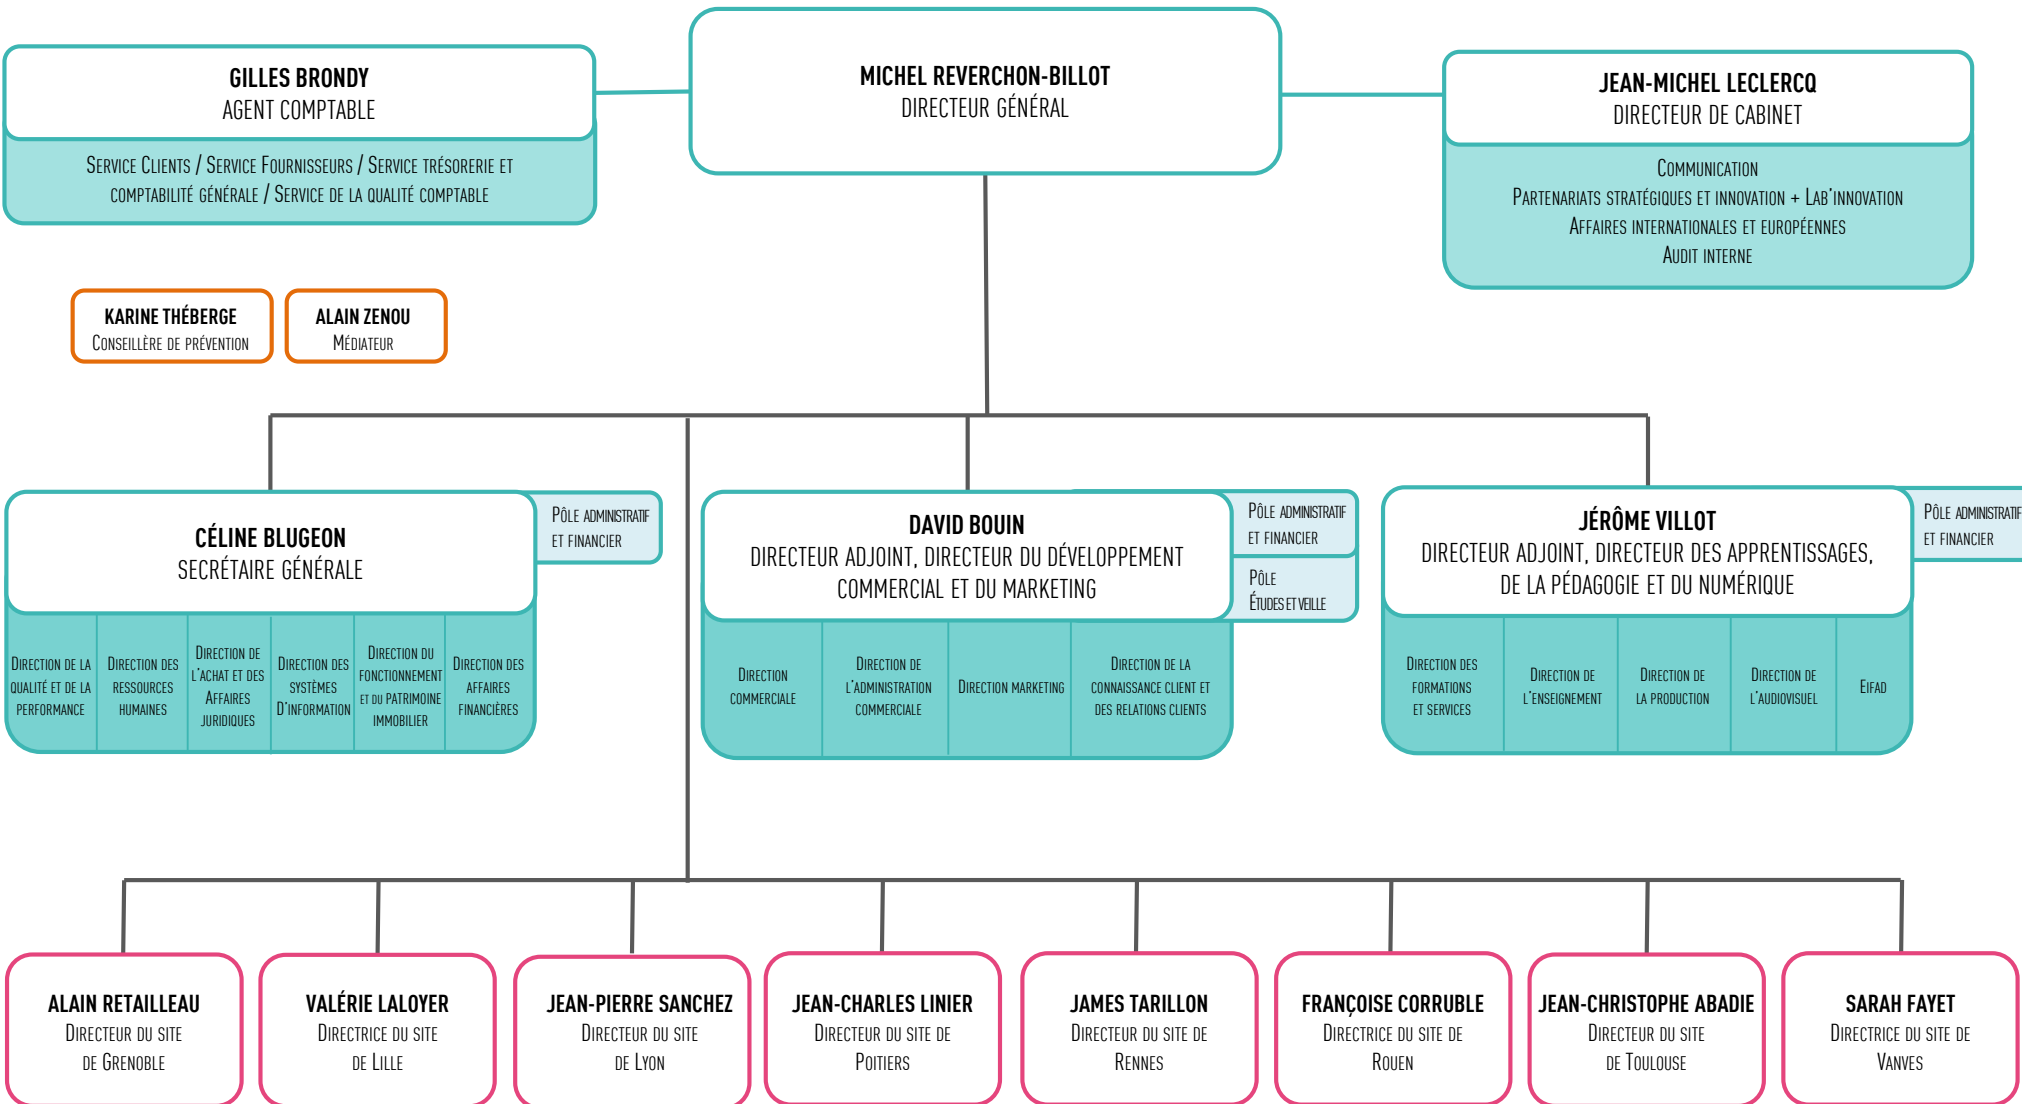 GILLES BRONDY
AGENT COMPTABLE
Service Clients / Service Fournisseurs / Service trésorerie et
comptabilité générale / Service de la qualité comptable
MICHEL REVERCHON-BILLOT
DIRECTEUR GÉNÉRAL
JEAN-MICHEL LECLERCQ
DIRECTEUR DE CABINET
Communication
Partenariats stratégiques et innovation + Lab'innovation
Affaires internationales et européennes
Audit interne
KARINE THÉBERGE
Conseillère de prévention
ALAIN ZENOU
Médiateur
CÉLINE BLUGEON
SECRÉTAIRE GÉNÉRALE
Pôle administratif
et financier
Direction de la
qualité et de la
performance
Direction des
ressources
humaines
Direction de
l'achat et des
Affaires
juridiques
Direction des
systèmes
D'information
Direction du
fonctionnement
et du patrimoine
immobilier
Direction des
affaires
financières
DAVID BOUIN
DIRECTEUR ADJOINT, DIRECTEUR DU DÉVELOPPEMENT
COMMERCIAL ET DU MARKETING
Pôle administratif
et financier
Pôle
Études et veille
Direction
commerciale
Direction de
l'administration
commerciale
Direction marketing
Direction de la
connaissance client et
des relations clients
JÉRÔME VILLOT
DIRECTEUR ADJOINT, DIRECTEUR DES APPRENTISSAGES,
DE LA PÉDAGOGIE ET DU NUMÉRIQUE
Pôle administratif
et financier
Direction des
formations
et services
Direction de
l'enseignement
Direction de
la production
Direction de
l'audiovisuel
Eifad
ALAIN RETAILLEAU
Directeur du site
de Grenoble
VALÉRIE LALOYER
Directrice du site
de Lille
JEAN-PIERRE SANCHEZ
Directeur du site
de Lyon
JEAN-CHARLES LINIER
Directeur du site de
Poitiers
JAMES TARILLON
Directeur du site de
Rennes
FRANÇOISE CORRUBLE
Directrice du site de
Rouen
JEAN-CHRISTOPHE ABADIE
Directeur du site
de Toulouse
SARAH FAYET
Directrice du site de
Vanves